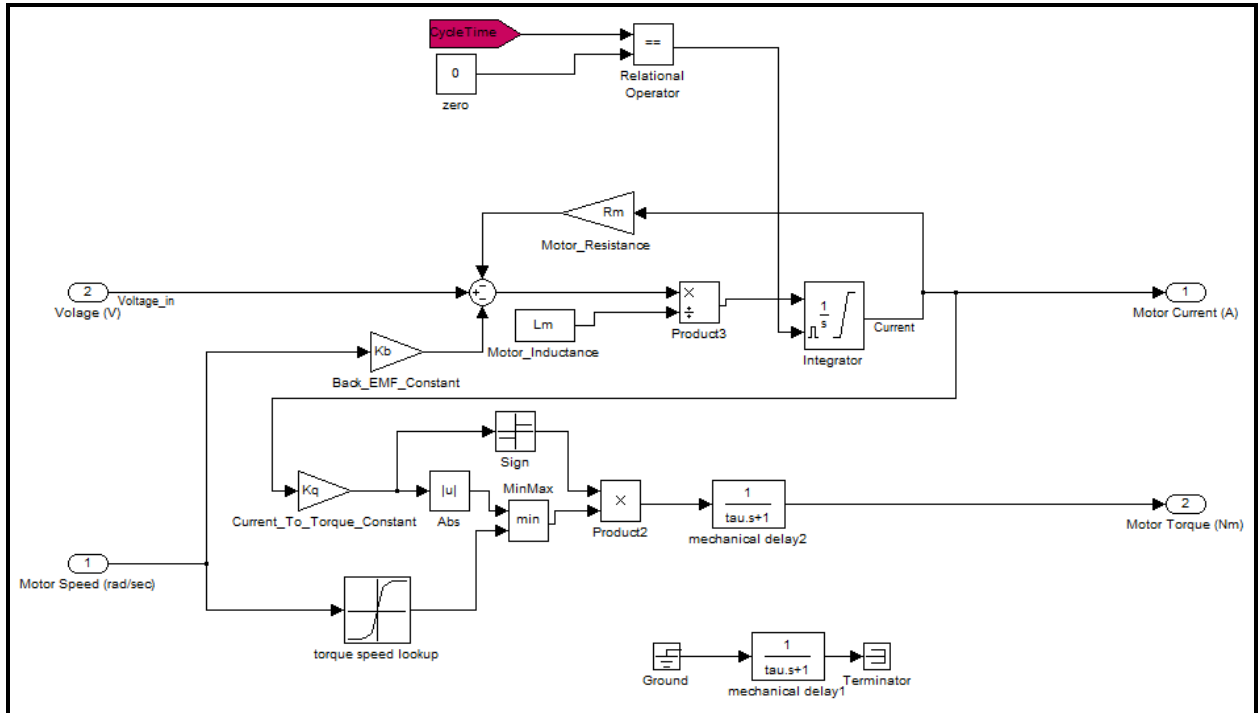 CycleTime
==
0
zero
Relational
Operator
Rm
Motor_Resistance
2
Voltage_in
Volage (V)
+
−
−
Lm
Motor_Inductance
×
÷
Product3
1
s
Integrator
Current
1
Motor Current (A)
Kb
Back_EMF_Constant
Sign
Kq
Current_To_Torque_Constant
|u|
Abs
MinMax
min
×
Product2
1
tau.s+1
mechanical delay2
2
Motor Torque (Nm)
1
Motor Speed (rad/sec)
torque speed lookup
Ground
1
tau.s+1
mechanical delay1
Terminator